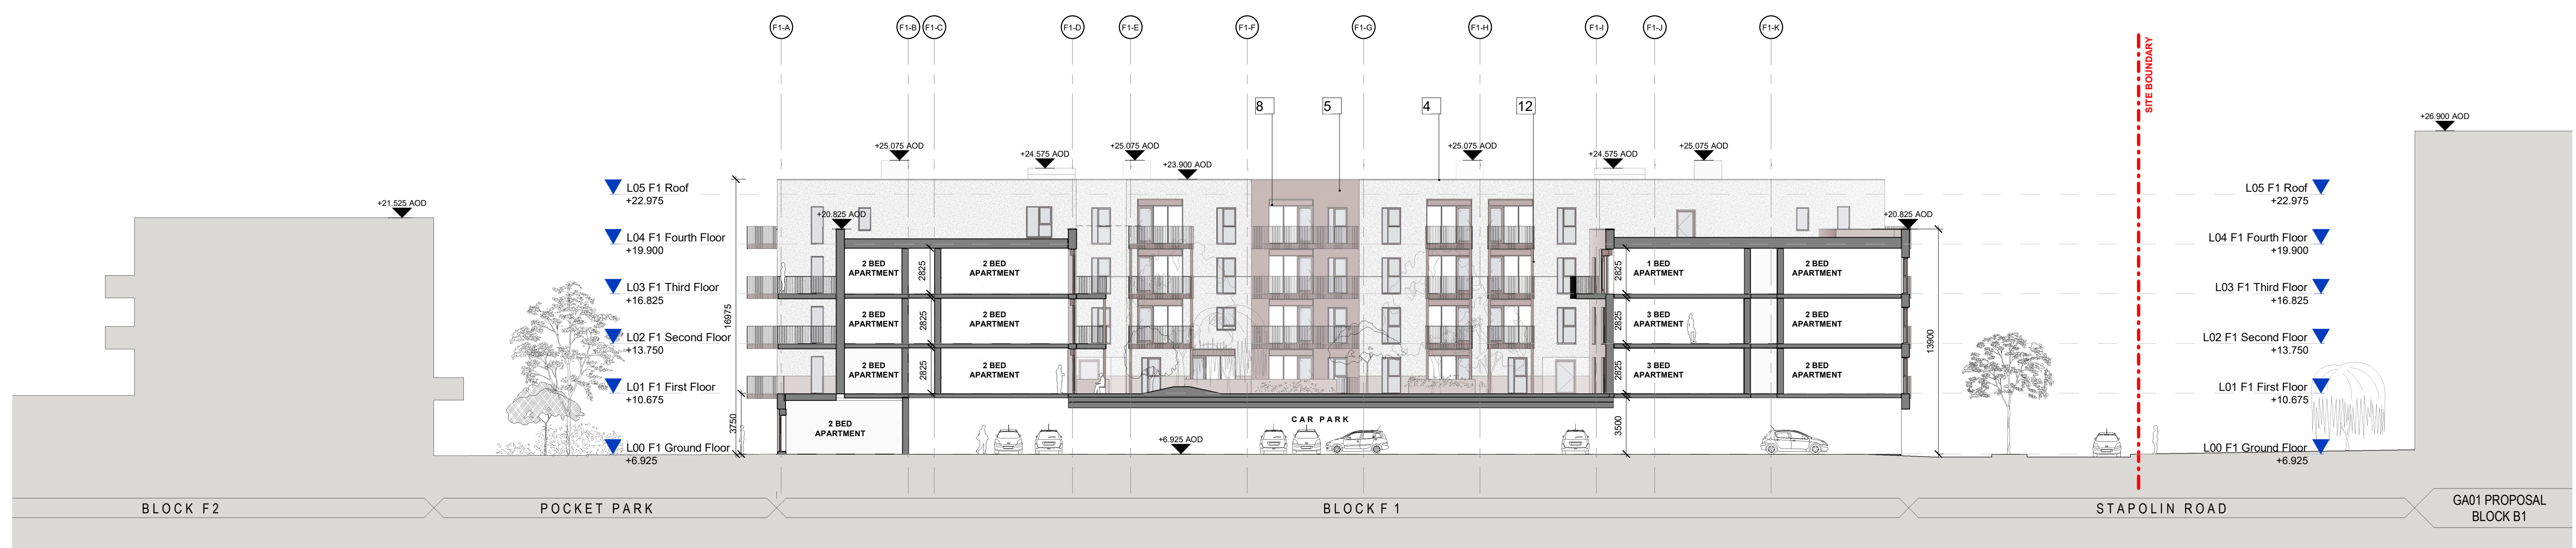 F1-A
F1-B
F1-C
F1-D
F1-E
F1-F
F1-G
F1-H
F1-I
F1-J
F1-K
SITE BOUNDARY
8
5
4
12
+26.900 AOD
+25.075 AOD
+24.575 AOD
+25.075 AOD
+23.900 AOD
+25.075 AOD
+24.575 AOD
+25.075 AOD
+21.525 AOD
+20.825 AOD
+20.825 AOD
L05 F1 Roof
+22.975
L04 F1 Fourth Floor
+19.900
L03 F1 Third Floor
+16.825
L02 F1 Second Floor
+13.750
L01 F1 First Floor
+10.675
L00 F1 Ground Floor
+6.925
16975
3750
2 BED
APARTMENT
2825
2 BED
APARTMENT
2825
1 BED
APARTMENT
2 BED
APARTMENT
2 BED
APARTMENT
2825
2 BED
APARTMENT
2825
3 BED
APARTMENT
2 BED
APARTMENT
2 BED
APARTMENT
2825
2 BED
APARTMENT
2825
3 BED
APARTMENT
2 BED
APARTMENT
2 BED
APARTMENT
CAR PARK
+6.925 AOD
3500
13900
L05 F1 Roof
+22.975
L04 F1 Fourth Floor
+19.900
L03 F1 Third Floor
+16.825
L02 F1 Second Floor
+13.750
L01 F1 First Floor
+10.675
L00 F1 Ground Floor
+6.925
BLOCK F2
POCKET PARK
BLOCK F1
STAPOLIN ROAD
GA01 PROPOSAL
BLOCK B1